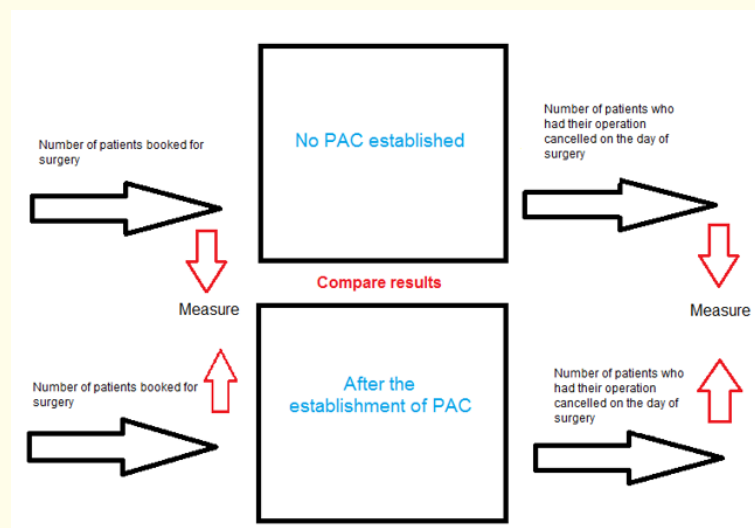 Number of patients booked for
surgery
No PAC established
Number of patients who
had their operation
cancelled on the day of
surgery
Compare results
Measure
Measure
Number of patients booked for
surgery
After the
establishment of PAC
Number of patients who
had their operation
cancelled on the day of
surgery